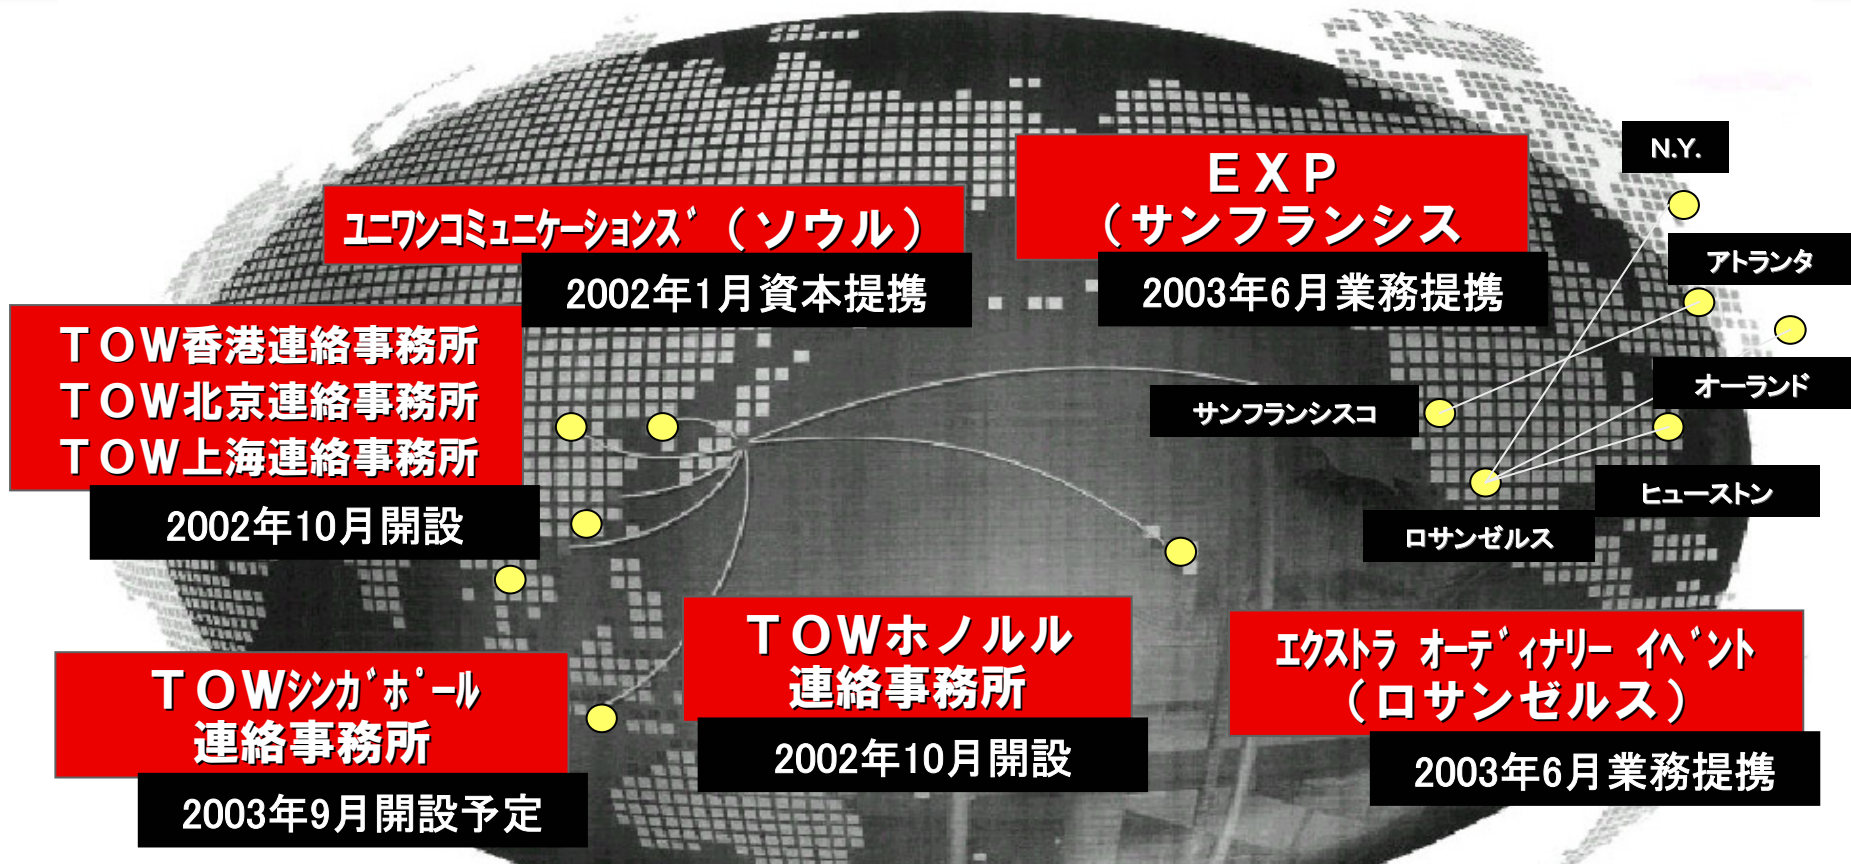 N.Y.
EXP
(サンフランシス
2003年6月業務提携
ユニワンコミュニケーションズ(ソウル)
2002年1月資本提携
アトランタ
TOW香港連絡事務所
TOW北京連絡事務所
TOW上海連絡事務所
2002年10月開設
サンフランシスコ
オーランド
ヒューストン
ロサンゼルス
TOWホノルル
連絡事務所
2002年10月開設
エクストラ オーディナリー イベント
(ロサンゼルス)
2003年6月業務提携
TOWシンガポール
連絡事務所
2003年9月開設予定